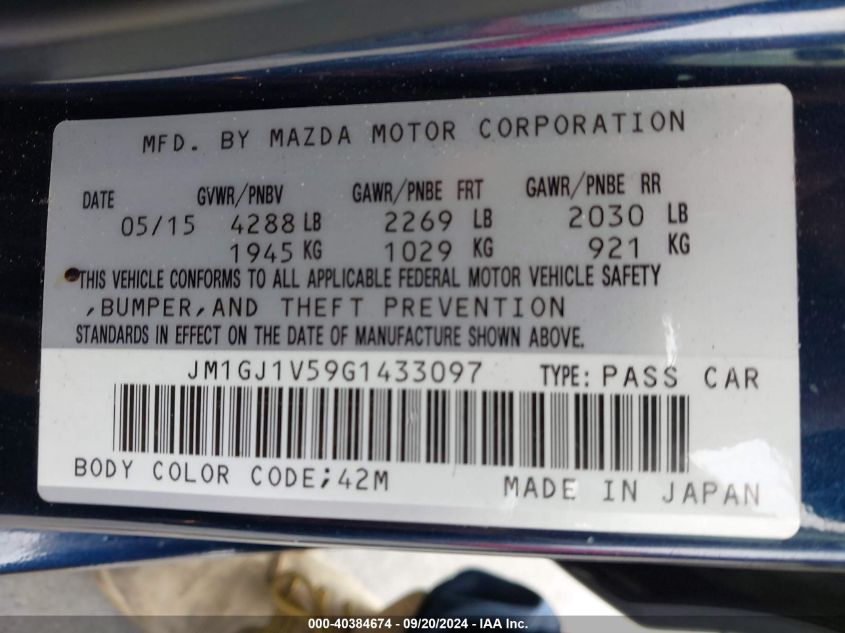 MFD. BY MAZDA MOTOR CORPORATION
DATE GVWR/PNBV GAWR/PNBE FRT GAWR/PNBE RR
05/15 4288 LB 2269 LB 2030 LB
1945 KG 1029 KG 921 KG
THIS VEHICLE CONFORMS TO ALL APPLICABLE FEDERAL MOTOR VEHICLE SAFETY
,BUMPER,AND THEFT PREVENTION
STANDARDS IN EFFECT ON THE DATE OF MANUFACTURE SHOWN ABOVE.
JM1GJ1V59G1433097 TYPE: PASS CAR
BODY COLOR CODE;42M MADE IN JAPAN
000-40384674 - 09/20/2024 - IAA Inc.